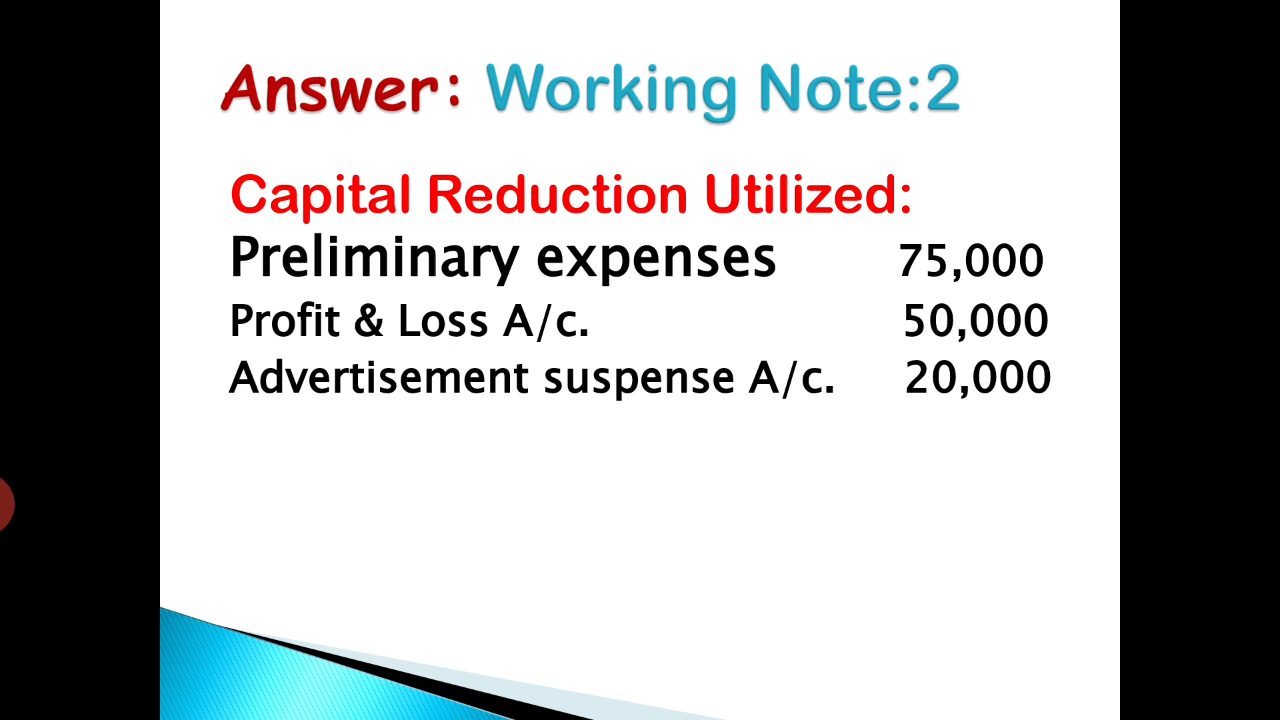 Answer: Working Note:2
Capital Reduction Utilized:
Preliminary expenses 75,000
Profit & Loss A/c. 50,000
Advertisement suspense A/c. 20,000